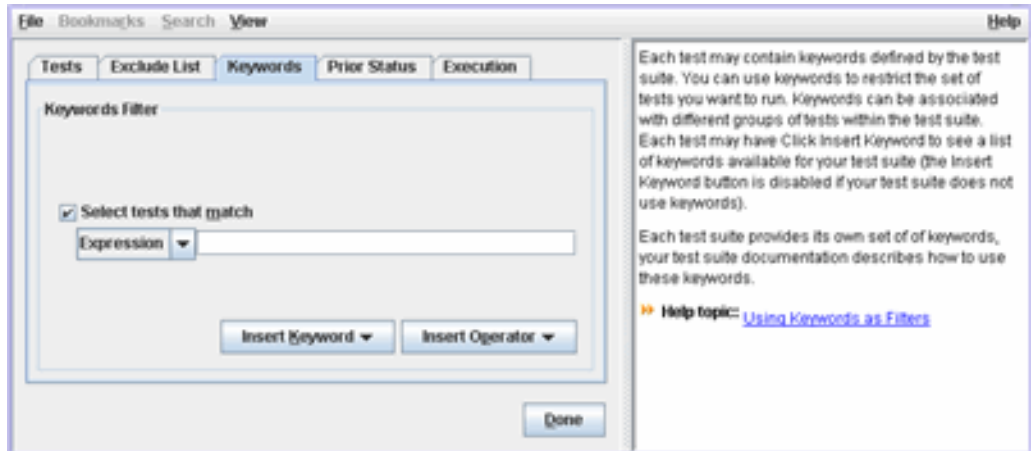 File Bookmarks Search View Help
Tests Exclude List Keywords Prior Status Execution
Keywords Filter
Select tests that match
Expression
Insert Keyword Insert Operator
Done
Each test may contain keywords defined by the test
suite. You can use keywords to restrict the set of
tests you want to run. Keywords can be associated
with different groups of tests within the test suite.
Each test may have Click Insert Keyword to see a list
of keywords available for your test suite (the Insert
Keyword button is disabled if your test suite does not
use keywords).
Each test suite provides its own set of of keywords,
your test suite documentation describes how to use
these keywords.
Help topic: Using Keywords as Filters